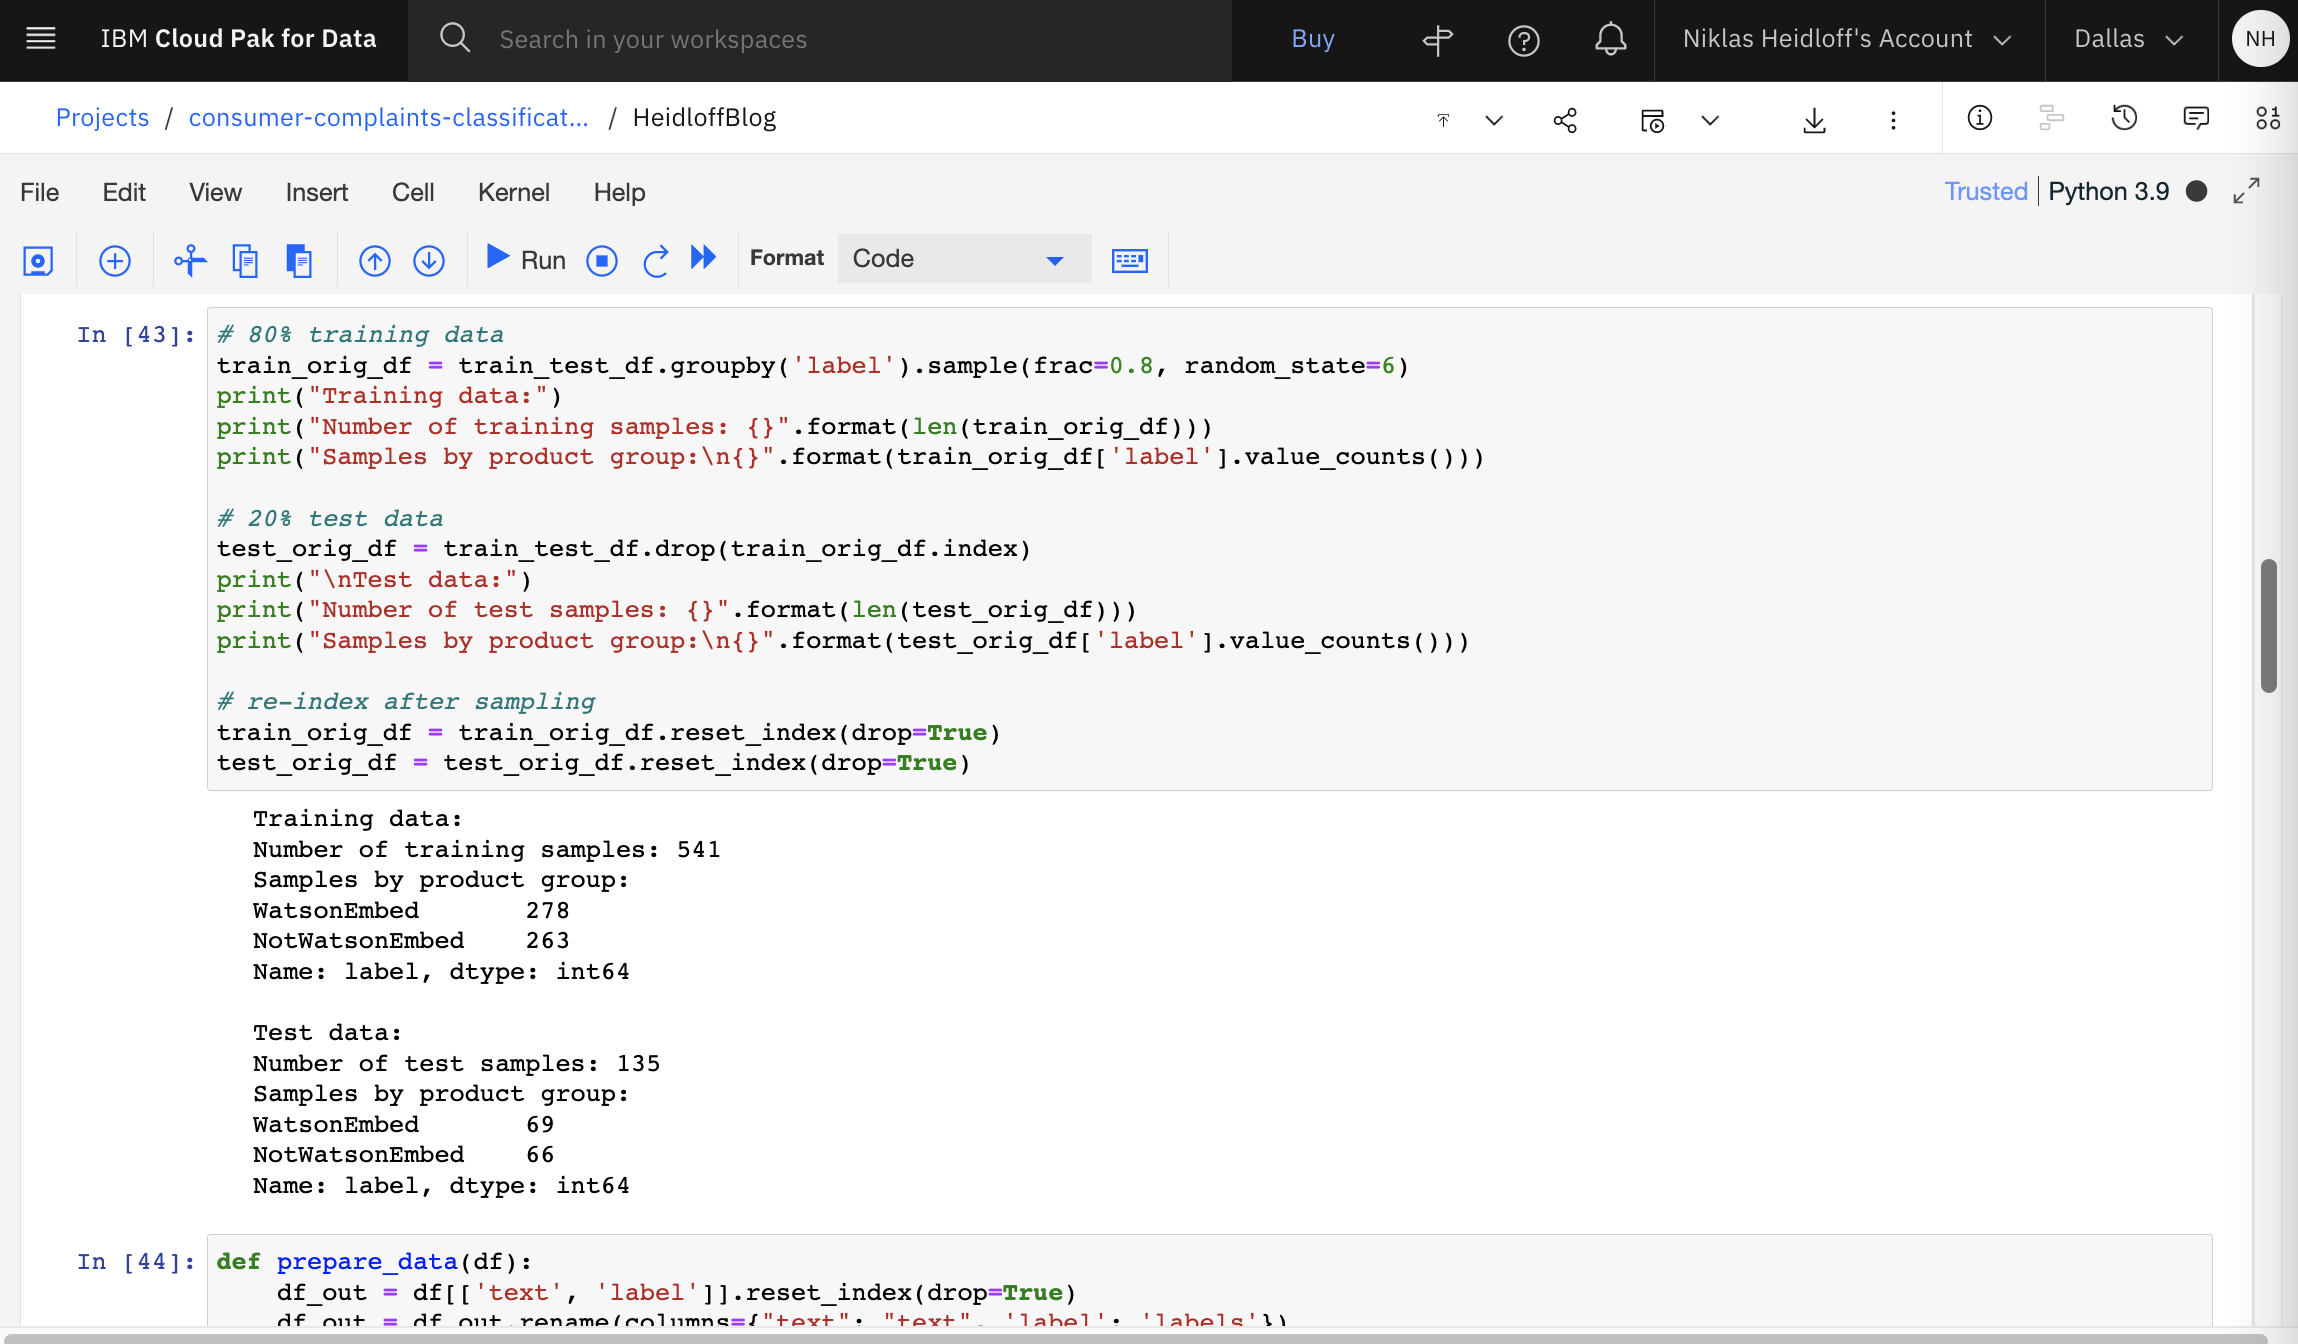 IBM Cloud Pak for Data
Search in your workspaces
Buy
Niklas Heidloff's Account
Dallas
NH
Projects / consumer-complaints-classificat... / HeidloffBlog
File Edit View Insert Cell Kernel Help
Trusted | Python 3.9
Run
Format
Code
In [43]:
# 80% training data
train_orig_df = train_test_df.groupby('label').sample(frac=0.8, random_state=6)
print("Training data:")
print("Number of training samples: {}".format(len(train_orig_df)))
print("Samples by product group:\n{}".format(train_orig_df['label'].value_counts()))
# 20% test data
test_orig_df = train_test_df.drop(train_orig_df.index)
print("\nTest data:")
print("Number of test samples: {}".format(len(test_orig_df)))
print("Samples by product group:\n{}".format(test_orig_df['label'].value_counts()))
# re-index after sampling
train_orig_df = train_orig_df.reset_index(drop=True)
test_orig_df = test_orig_df.reset_index(drop=True)
Training data:
Number of training samples: 541
Samples by product group:
WatsonEmbed 278
NotWatsonEmbed 263
Name: label, dtype: int64
Test data:
Number of test samples: 135
Samples by product group:
WatsonEmbed 69
NotWatsonEmbed 66
Name: label, dtype: int64
In [44]:
def prepare_data(df):
df_out = df[['text', 'label']].reset_index(drop=True)
df_out = df_out.rename(columns={"text": "text", 'label': 'labels'})